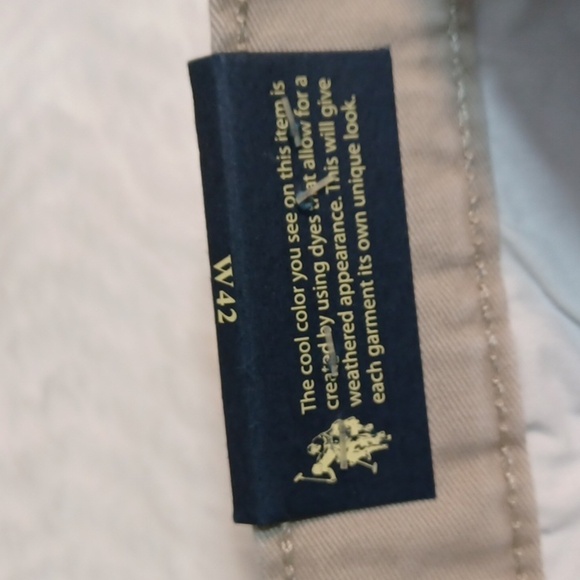 The cool color you see on this item is
created by using dyes that allow for a
weathered appearance. This will give
each garment its own unique look.
W42